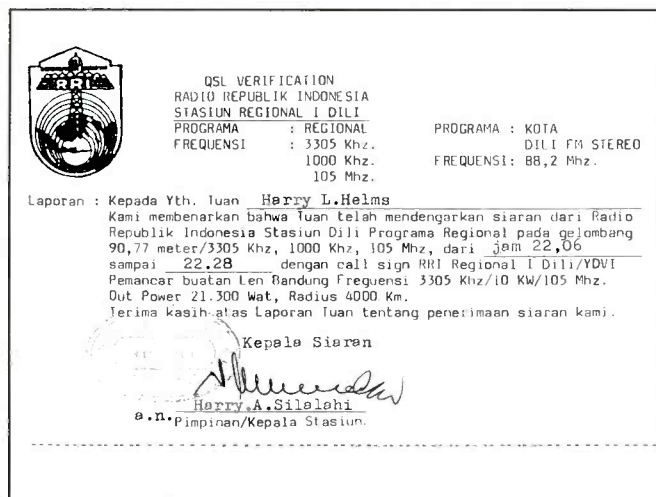 RRI
QSL VERIFICATION
RADIO REPUBLIK INDONESIA
STASIUN REGIONAL I DILI
PROGRAMA : REGIONAL PROGRAMA : KOTA
DILI FM STEREO
FREQUENSI : 3305 Khz. FREQUENSI: 88,2 Mhz.
1000 Khz.
105 Mhz.
Laporan : Kepada Yth. Tuan Harry L.Helms
Kami membenarkan bahwa Tuan telah mendengarkan siaran dari Radio
Republik Indonesia Stasiun Dili Programa Regional pada gelombang
90,77 meter/3305 Khz, 1000 Khz, 105 Mhz, dari jam 22,06
sampai 22.28 dengan call sign RRI Regional I Dili/YDVI
Pemancar buatan Len Bandung Frequensi 3305 Khz/10 KW/105 Mhz.
Out Power 21.300 Wat, Radius 4000 Km.
Terima kasih atas Laporan Tuan tentang penerimaan siaran kami.
Kepala Siaran
Harry.A.Silalahi
a.n. Pimpinan/Kepala Stasiun.